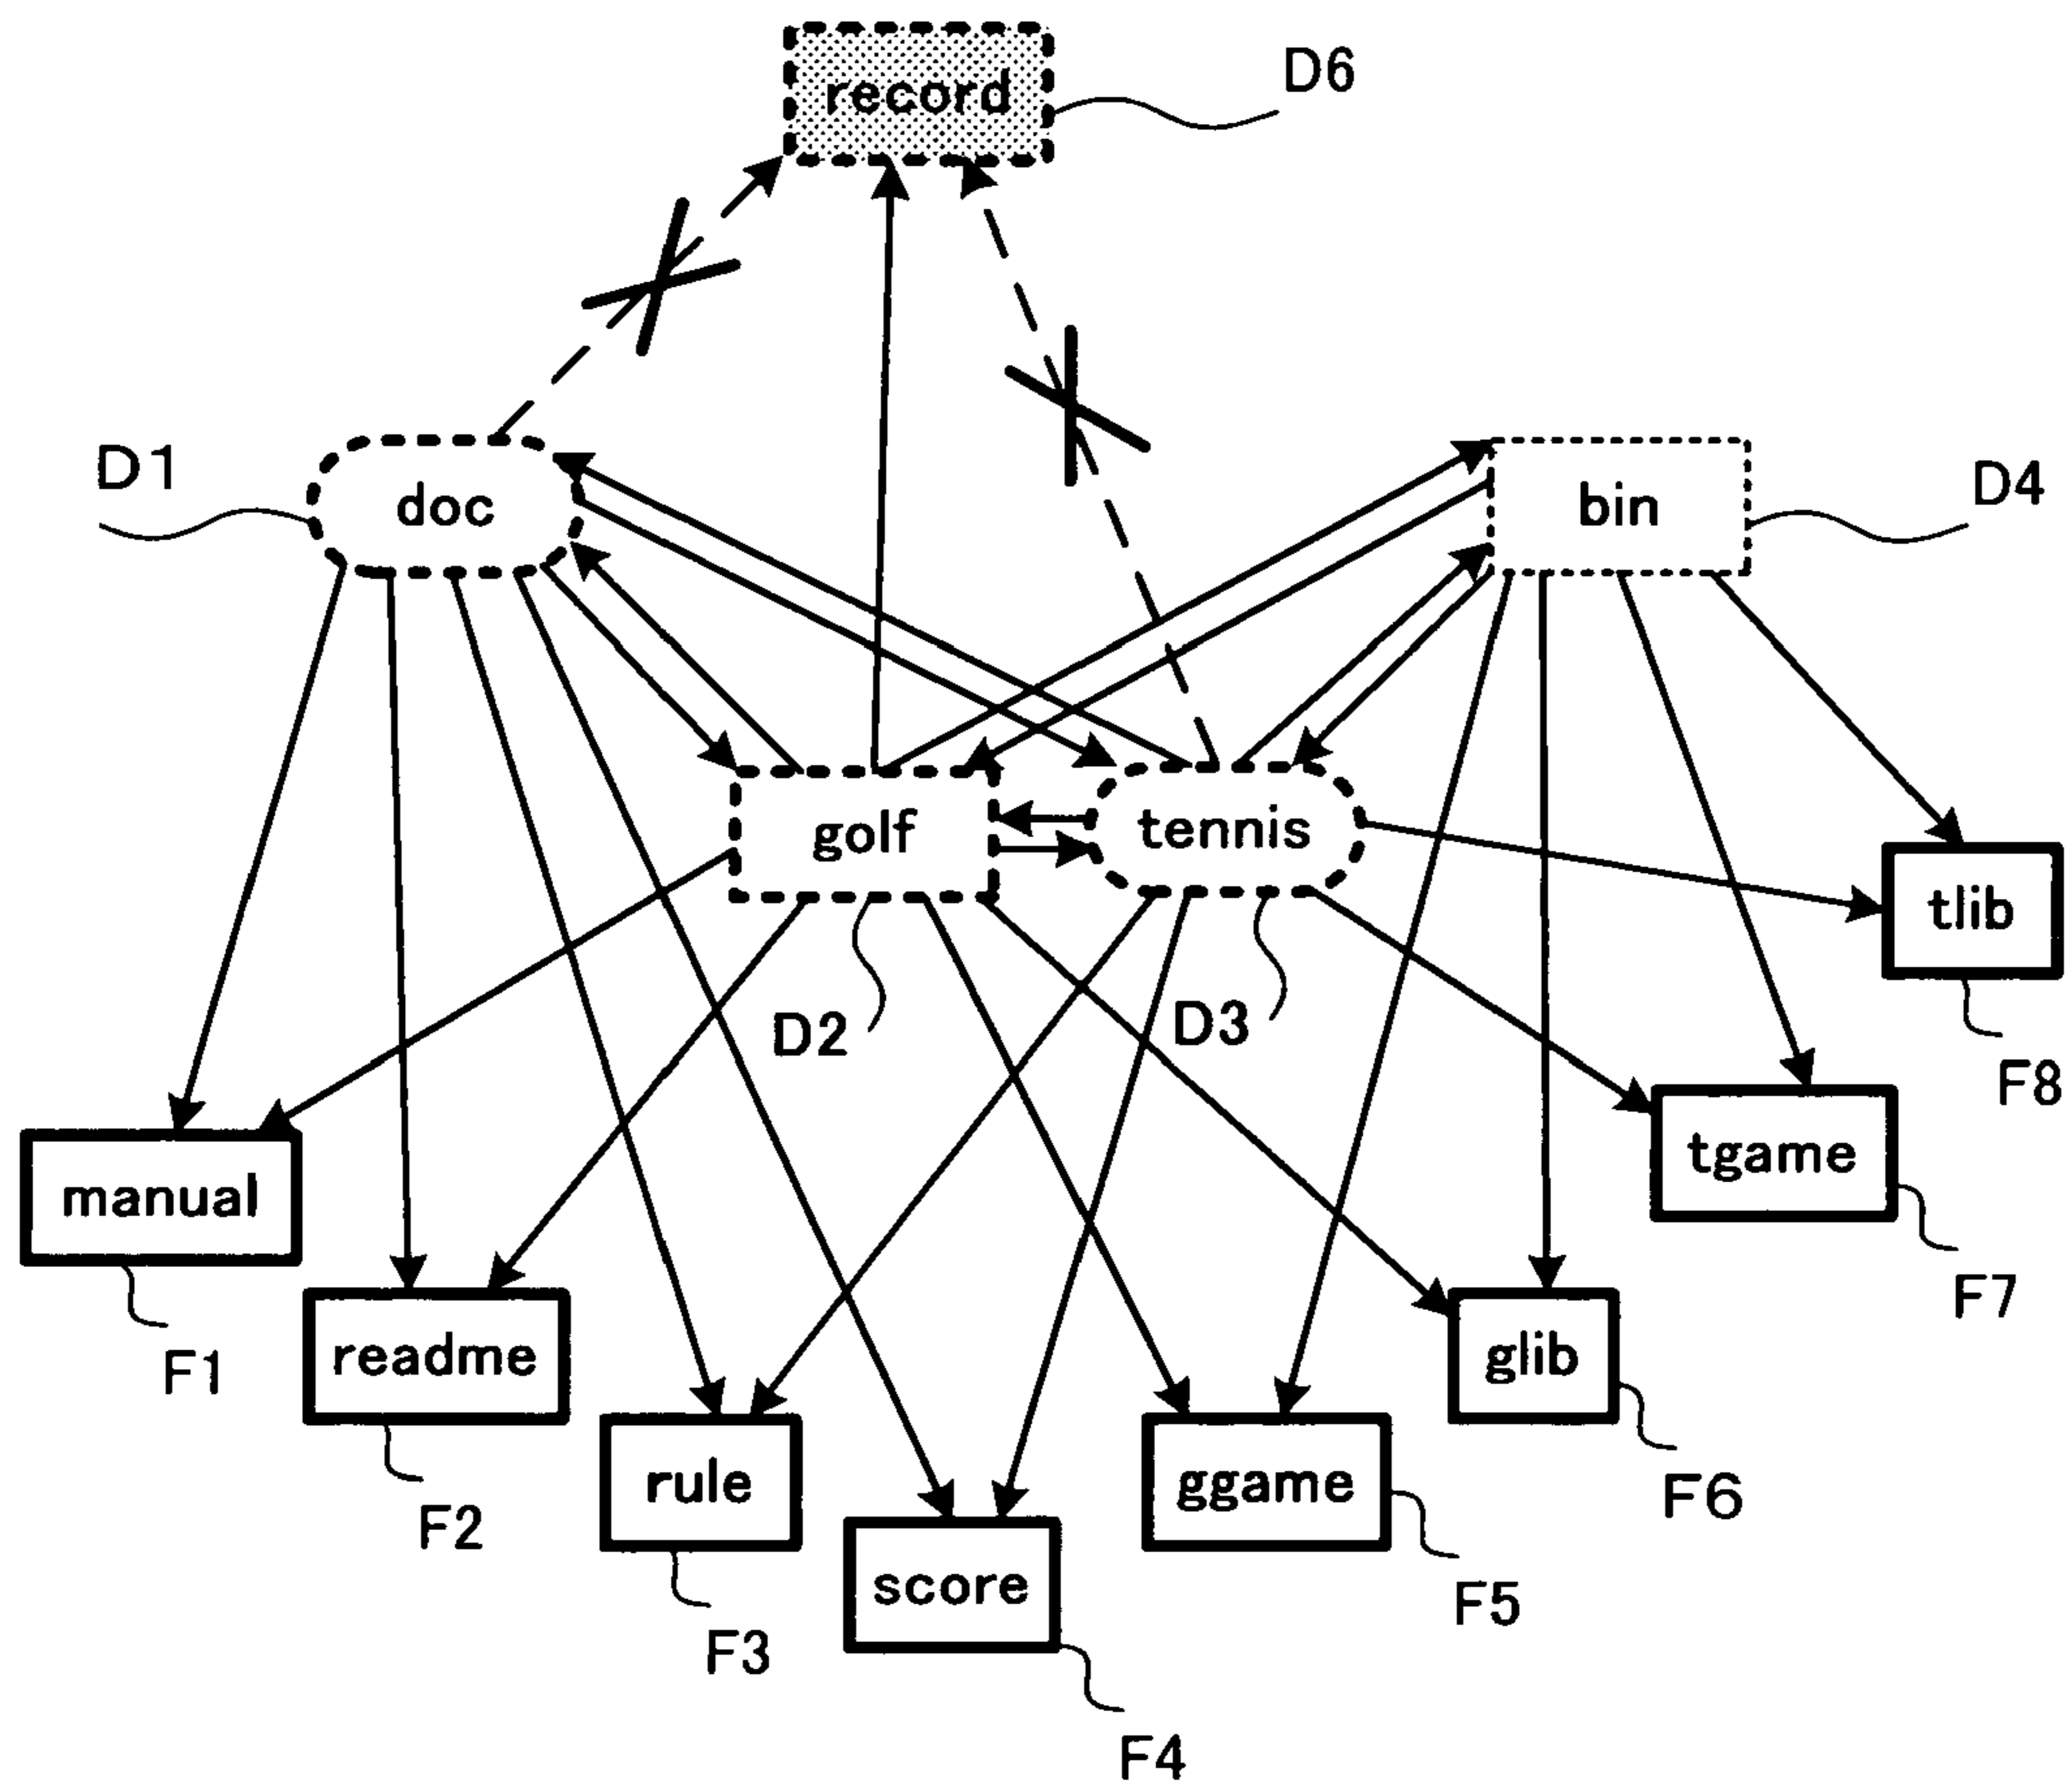 record
D6
D1
doc
bin
D4
golf
tennis
tlib
D2
D3
F8
manual
tgame
readme
glib
F7
F1
rule
ggame
F6
F2
score
F5
F3
F4